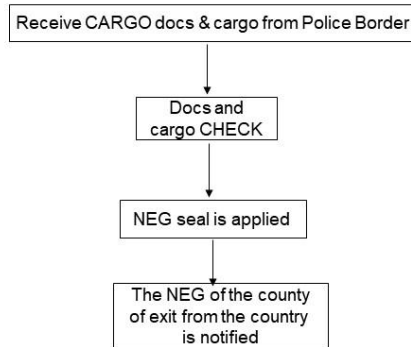 Receive CARGO docs & cargo from Police Border
Docs and
cargo CHECK
NEG seal is applied
The NEG of the county
of exit from the country
is notified